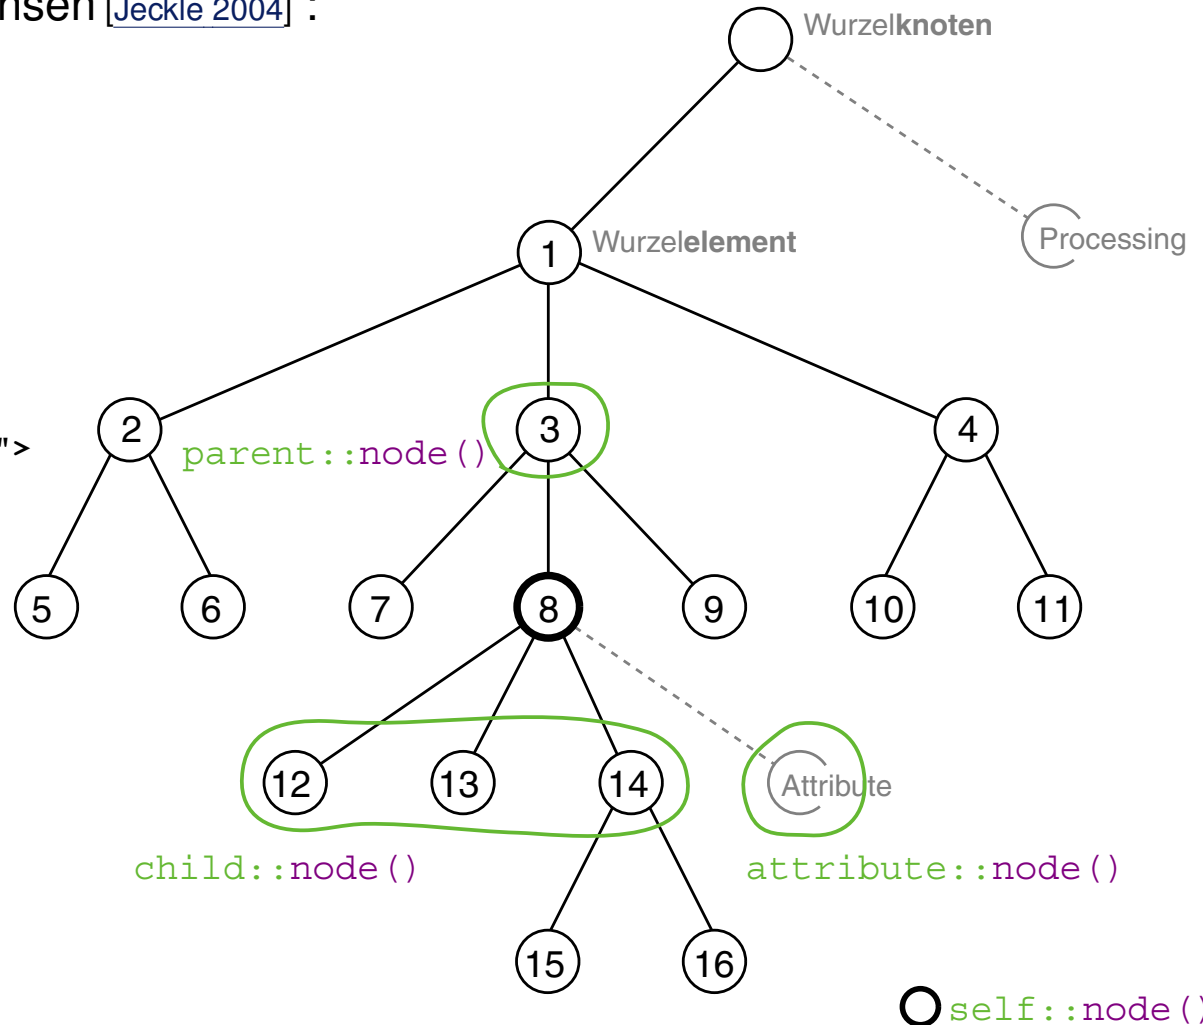 nsen [Jeckle 2004] :
Wurzelknoten
Processing
1 Wurzelelement
2 3 4
"> parent::node()
5 6 7 8 9 10 11
12 13 14 Attribute
child::node() attribute::node()
15 16
self::node()